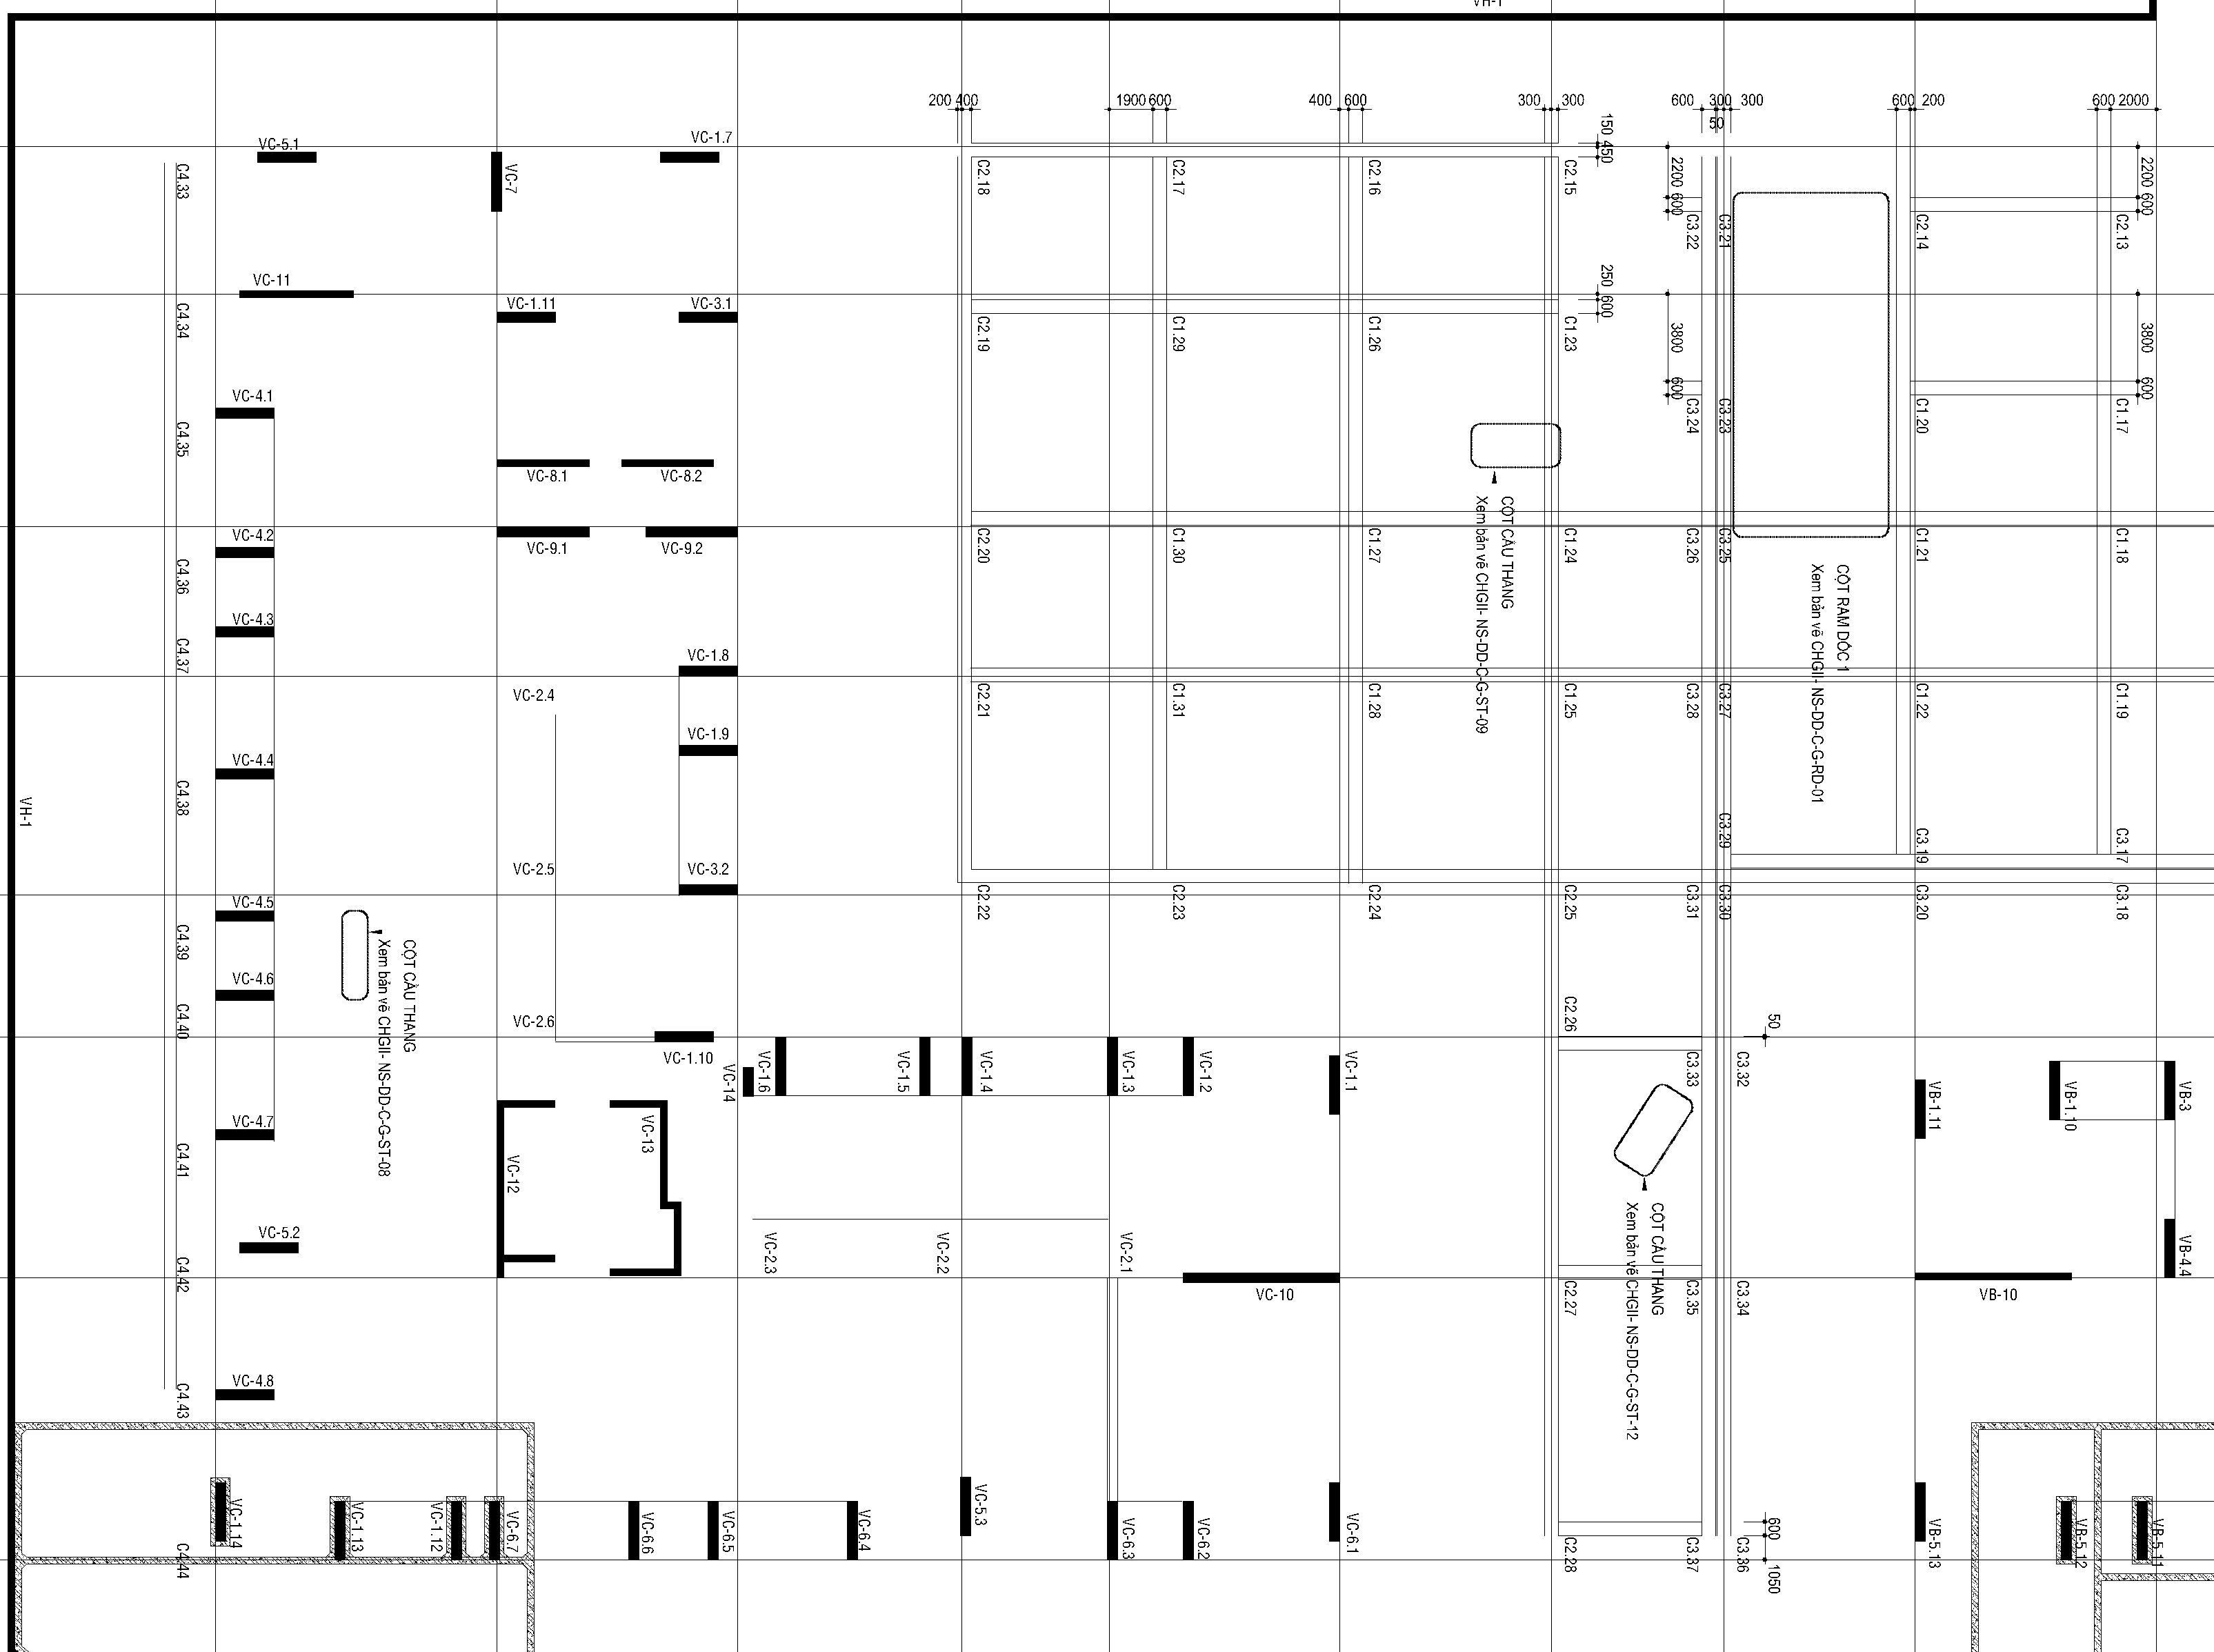 VH-1
200 400
1900 600
400 600
300 300
600 300 300
50
600 200
600 2000
150 450
2200 600
2200 600
250 600
3800 600
3800 600
VC-5.1
VC-7
VC-1.7
C4.33
C2.18
C2.17
C2.16
C2.15
C3.22
C3.21
C2.14
C2.13
VC-11
VC-1.11
VC-3.1
C4.34
C2.19
C1.29
C1.26
C1.23
VC-4.1
C4.35
C3.24
C3.23
C1.20
C1.17
VC-8.1
VC-8.2
CỘT CẦU THANG
Xem bản vẽ CHGII- NS-DD-C-G-ST-09
VC-4.2
VC-9.1
VC-9.2
C4.36
C2.20
C1.30
C1.27
C1.24
C3.26
C3.25
C1.21
C1.18
CỘT RAM DỐC 1
Xem bản vẽ CHGII- NS-DD-C-G-RD-01
VC-4.3
C4.37
VC-1.8
VC-2.4
C2.21
C1.31
C1.28
C1.25
C3.28
C3.27
C1.22
C1.19
VC-1.9
VC-4.4
C4.38
VH-1
VC-2.5
VC-3.2
C3.29
C3.19
C3.17
VC-4.5
C4.39
C2.22
C2.23
C2.24
C2.25
C3.31
C3.30
C3.20
C3.18
CỘT CẦU THANG
Xem bản vẽ CHGII- NS-DD-C-G-ST-08
VC-4.6
C4.40
VC-2.6
VC-1.10
C2.26
50
VC-14
VC-1.6
VC-1.5
VC-1.4
VC-1.3
VC-1.2
VC-1.1
C3.33
C3.32
VB-1.11
VB-1.10
VB-3
VC-4.7
C4.41
VC-12
VC-13
CỘT CẦU THANG
Xem bản vẽ CHGII- NS-DD-C-G-ST-12
VC-5.2
C4.42
VC-2.3
VC-2.2
VC-2.1
VC-10
C2.27
C3.35
C3.34
VB-10
VB-4.4
VC-4.8
C4.43
VC-1.14
VC-1.13
VC-1.12
VC-6.7
VC-6.6
VC-6.5
VC-6.4
VC-5.3
VC-6.3
VC-6.2
VC-6.1
600
1050
VB-5.13
VB-5.12
VB-5.11
C4.44
C2.28
C3.37
C3.36